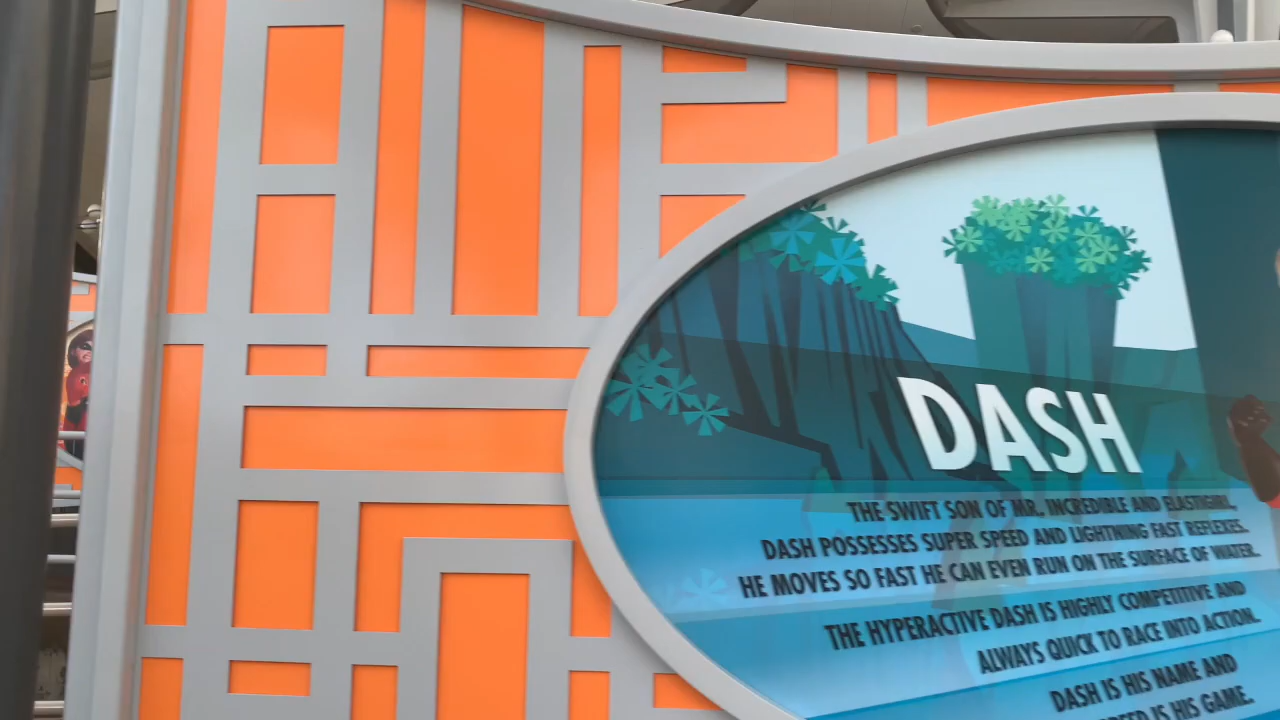 DASH
THE SWIFT SON OF MR. INCREDIBLE AND ELASTIGIRL,
DASH POSSESSES SUPER SPEED AND LIGHTNING FAST REFLEXES.
HE MOVES SO FAST HE CAN EVEN RUN ON THE SURFACE OF WATER.
THE HYPERACTIVE DASH IS HIGHLY COMPETITIVE AND
ALWAYS QUICK TO RACE INTO ACTION.
DASH IS HIS NAME AND
IS HIS GAME.